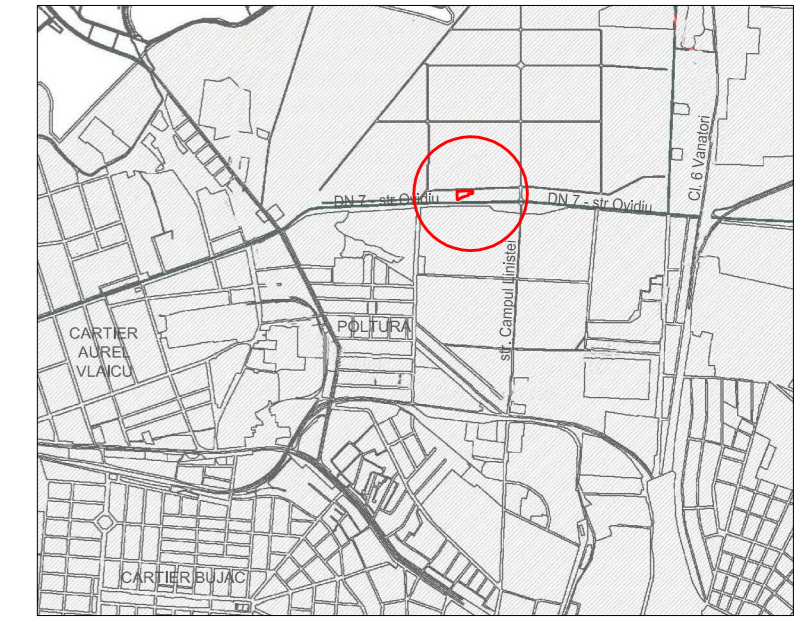 Cl. 6 Vanatori
DN 7 - str Ovidiu
DN 7 - str Ovidiu
str. Campul Linistei
POLTURA
CARTIER
AUREL
VLAICU
CARTIER BUJAC